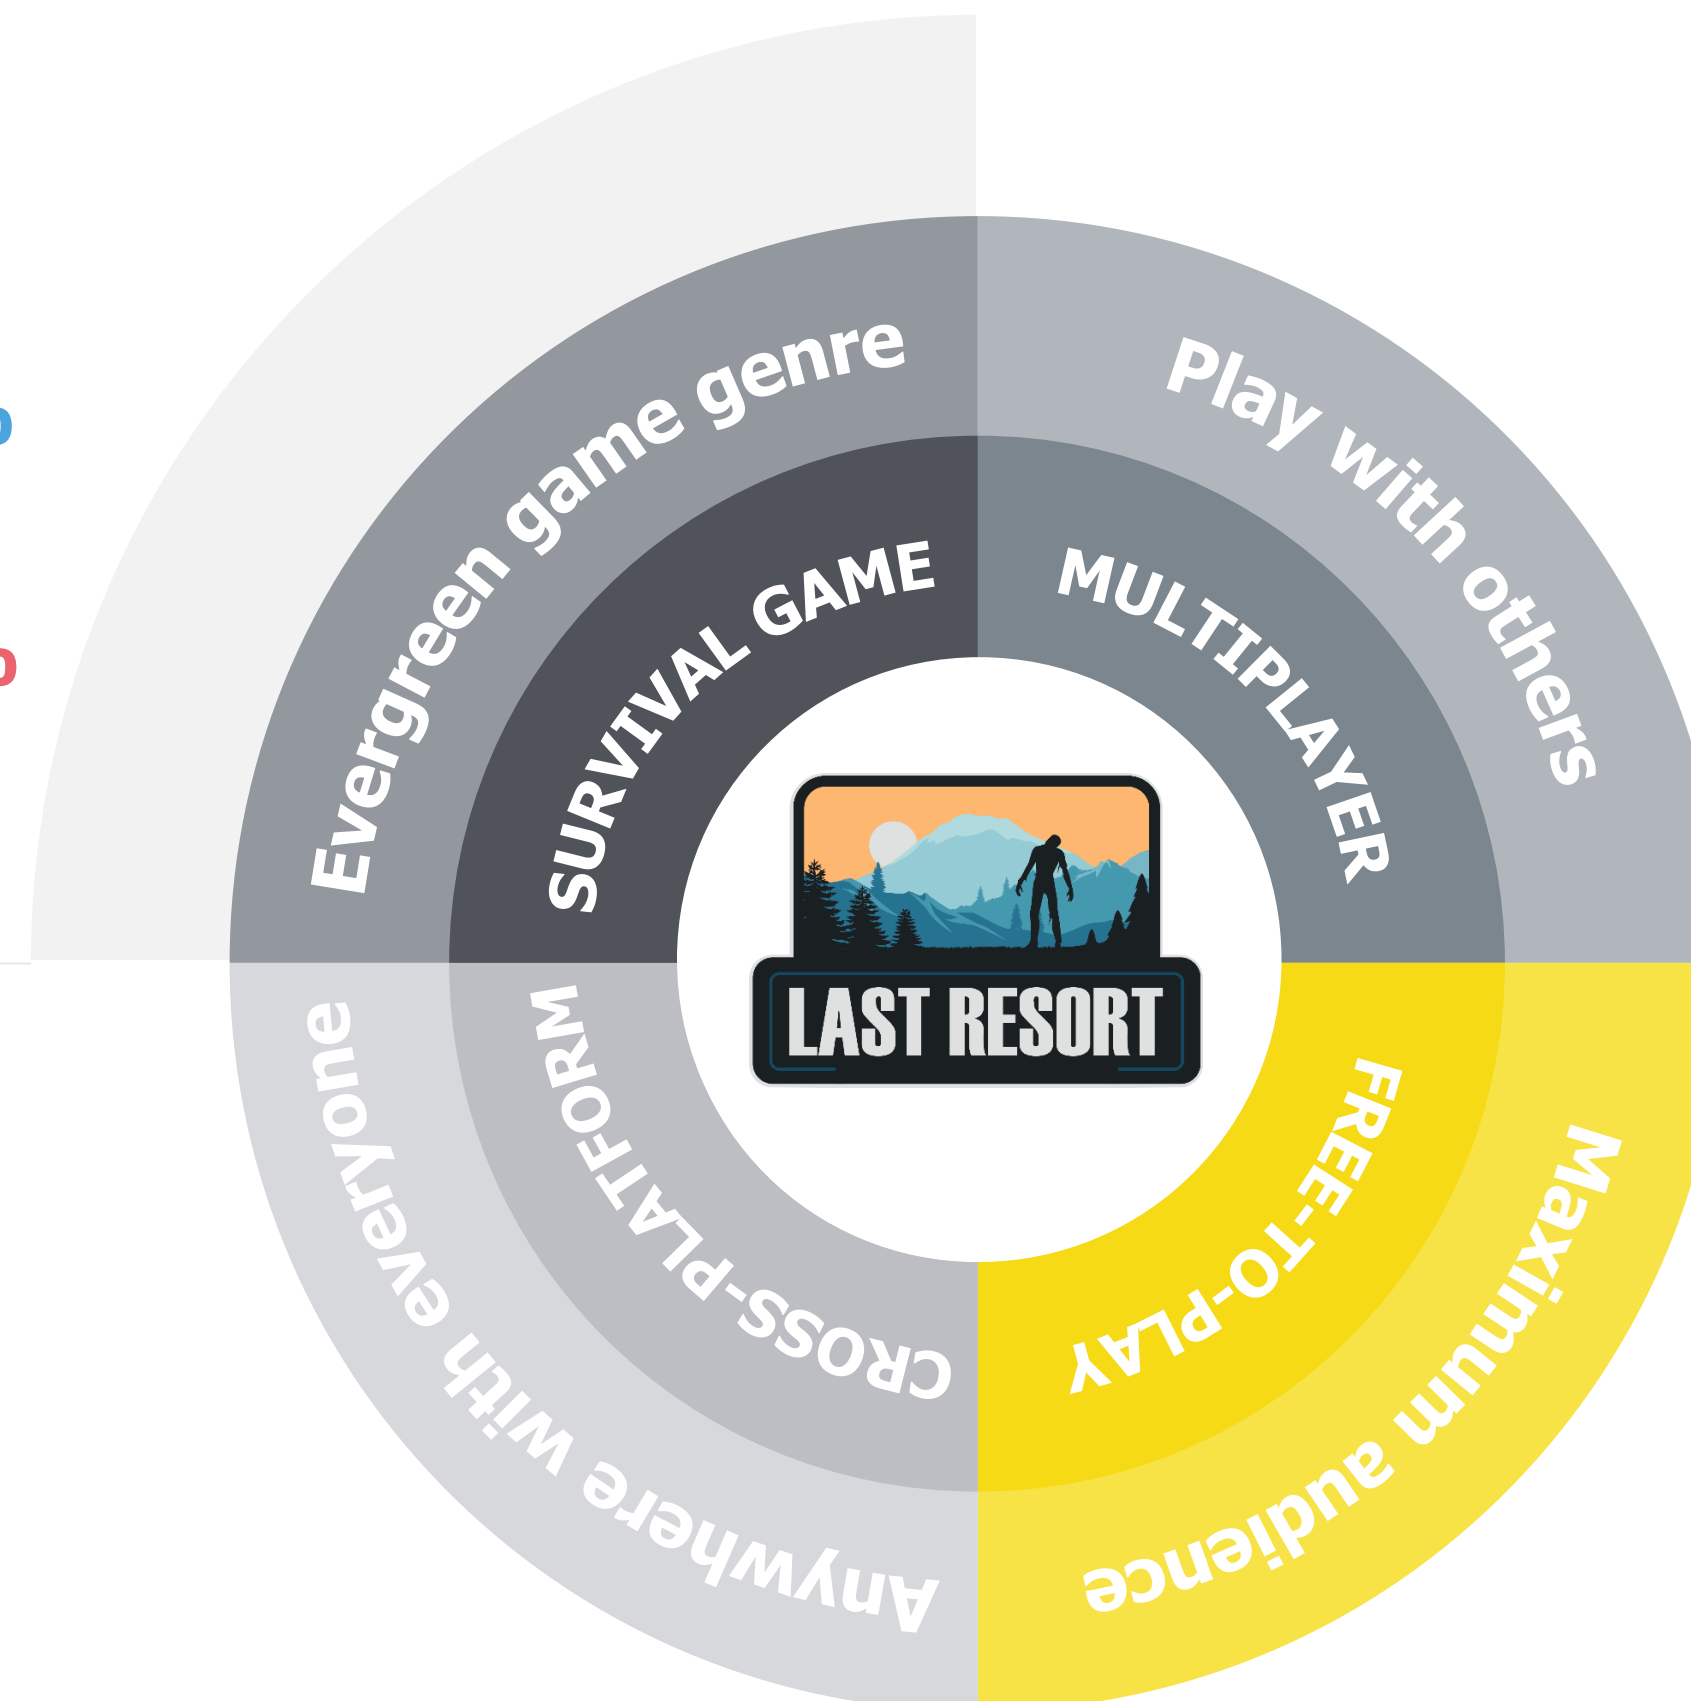 Evergreen game genre
SURVIVAL GAME
Play with others
MULTIPLAYER
LAST RESORT
FREE-TO-PLAY
Maximum audience
CROSS-PLATFORM
Anywhere with everyone